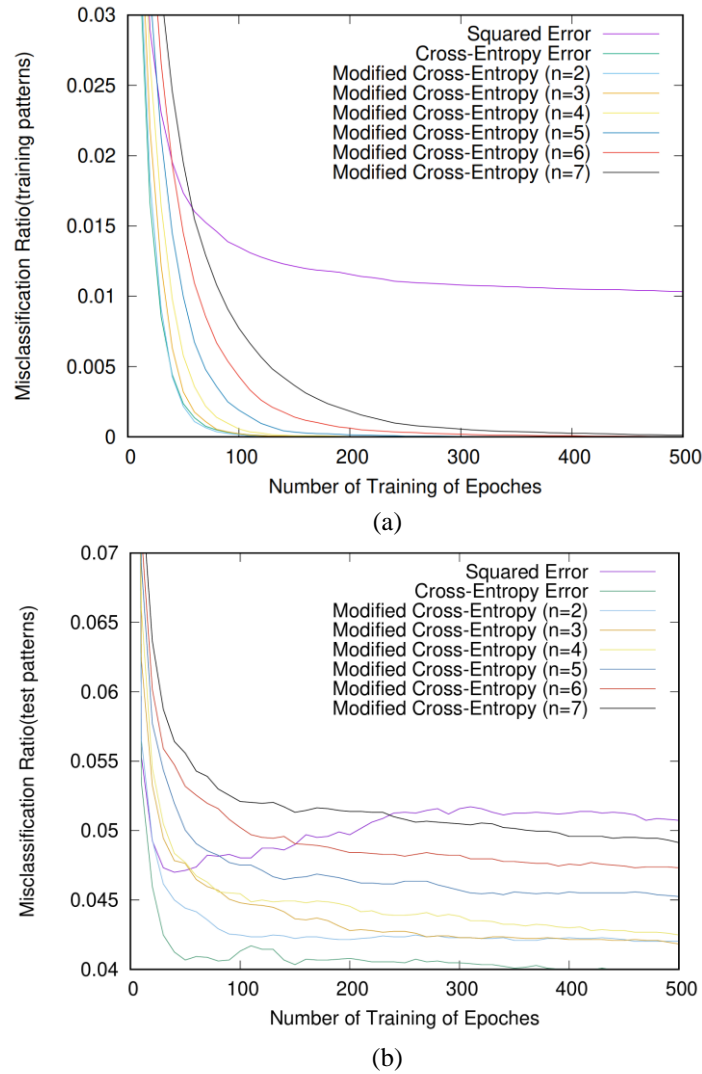 0.03
0.025
0.02
0.015
0.01
0.005
0
Misclassification Ratio(training patterns)
Squared Error
Cross-Entropy Error
Modified Cross-Entropy (n=2)
Modified Cross-Entropy (n=3)
Modified Cross-Entropy (n=4)
Modified Cross-Entropy (n=5)
Modified Cross-Entropy (n=6)
Modified Cross-Entropy (n=7)
0 100 200 300 400 500
Number of Training of Epoches
(a)
0.07
0.065
0.06
0.055
0.05
0.045
0.04
Misclassification Ratio(test patterns)
Squared Error
Cross-Entropy Error
Modified Cross-Entropy (n=2)
Modified Cross-Entropy (n=3)
Modified Cross-Entropy (n=4)
Modified Cross-Entropy (n=5)
Modified Cross-Entropy (n=6)
Modified Cross-Entropy (n=7)
0 100 200 300 400 500
Number of Training of Epoches
(b)